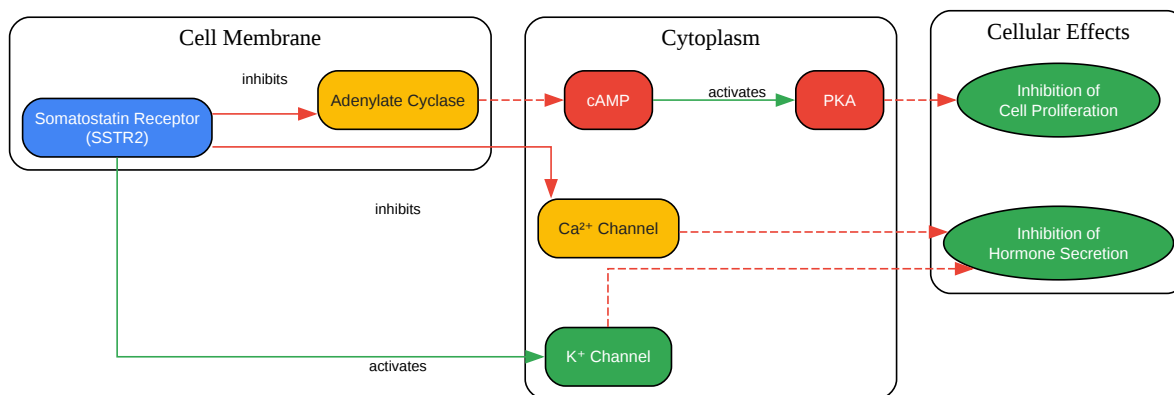 Cell Membrane
Cytoplasm
Cellular Effects
inhibits
Adenylate Cyclase
cAMP
activates
PKA
Inhibition of
Cell Proliferation
Somatostatin Receptor
(SSTR2)
inhibits
Ca²⁺ Channel
Inhibition of
Hormone Secretion
K⁺ Channel
activates